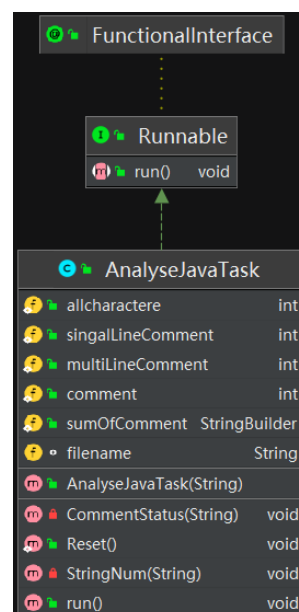 FunctionalInterface
Runnable
run() void
AnalyseJavaTask
allcharactere int
singalLineComment int
multiLineComment int
comment int
sumOfComment StringBuilder
filename String
AnalyseJavaTask(String)
CommentStatus(String) void
Reset() void
StringNum(String) void
run() void